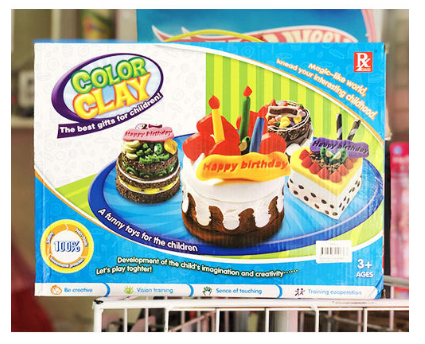 COLOR
CLAY
The best gifts for children!
Magic-like world,
knead your interesting childhood.
Happy birthday
Happy birthday
Happy birthday
A funny toys for the children
100%
Development of the child's imagination and creativity
Let's play toghter!
3+
AGES
Be creative
Vision training
Sense of touching
Training cooperation